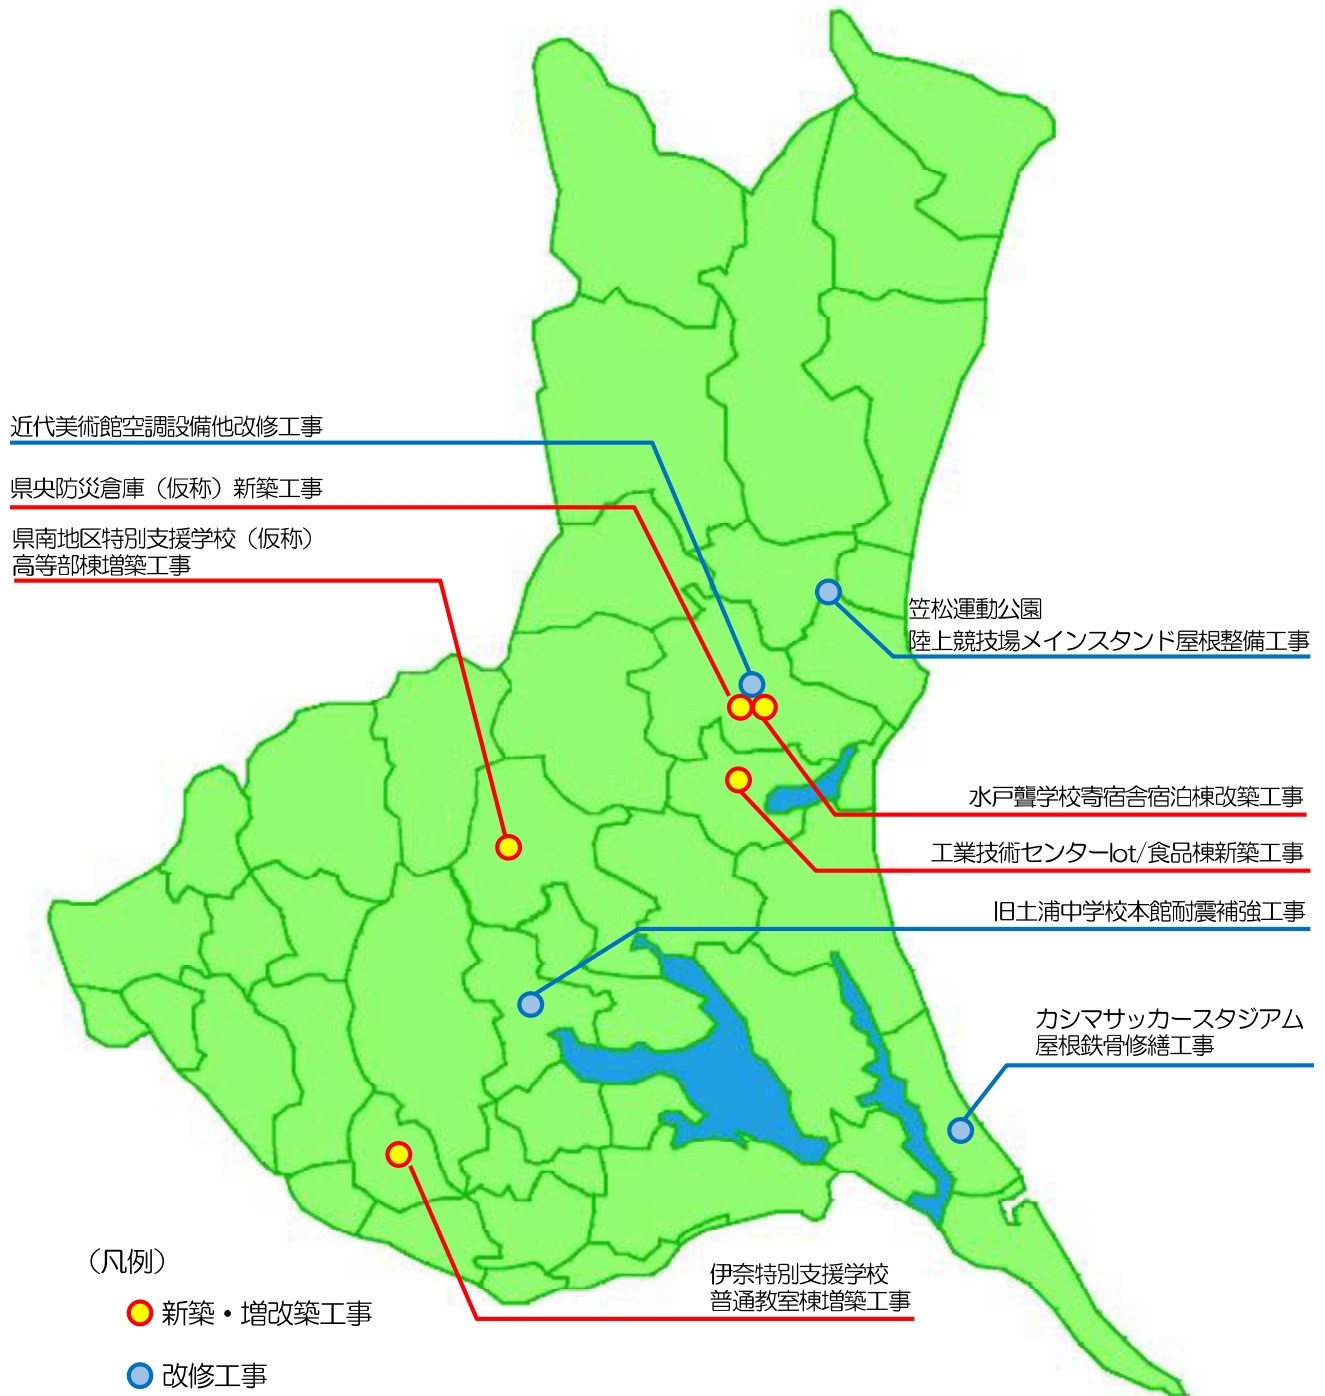 近代美術館空調設備他改修工事
県央防災倉庫（仮称）新築工事
県南地区特別支援学校（仮称）
高等部棟増築工事
笠松運動公園
陸上競技場メインスタンド屋根整備工事
水戸聾学校寄宿舎宿泊棟改築工事
工業技術センターIot/食品棟新築工事
旧土浦中学校本館耐震補強工事
カシマサッカースタジアム
屋根鉄骨修繕工事
伊奈特別支援学校
普通教室棟増築工事
（凡例）
新築・増改築工事
改修工事